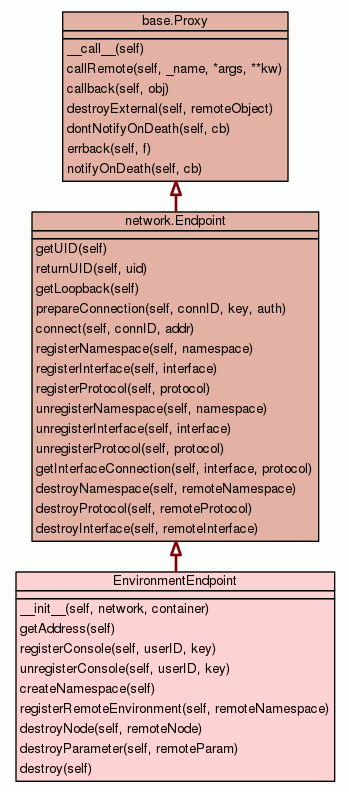 base.Proxy
__call__(self)
callRemote(self, _name, *args, **kw)
callback(self, obj)
destroyExternal(self, remoteObject)
dontNotifyOnDeath(self, cb)
errback(self, f)
notifyOnDeath(self, cb)
network.Endpoint
getUID(self)
returnUID(self, uid)
getLoopback(self)
prepareConnection(self, connID, key, auth)
connect(self, connID, addr)
registerNamespace(self, namespace)
registerInterface(self, interface)
registerProtocol(self, protocol)
unregisterNamespace(self, namespace)
unregisterInterface(self, interface)
unregisterProtocol(self, protocol)
getInterfaceConnection(self, interface, protocol)
destroyNamespace(self, remoteNamespace)
destroyProtocol(self, remoteProtocol)
destroyInterface(self, remoteInterface)
EnvironmentEndpoint
__init__(self, network, container)
getAddress(self)
registerConsole(self, userID, key)
unregisterConsole(self, userID, key)
createNamespace(self)
registerRemoteEnvironment(self, remoteNamespace)
destroyNode(self, remoteNode)
destroyParameter(self, remoteParam)
destroy(self)